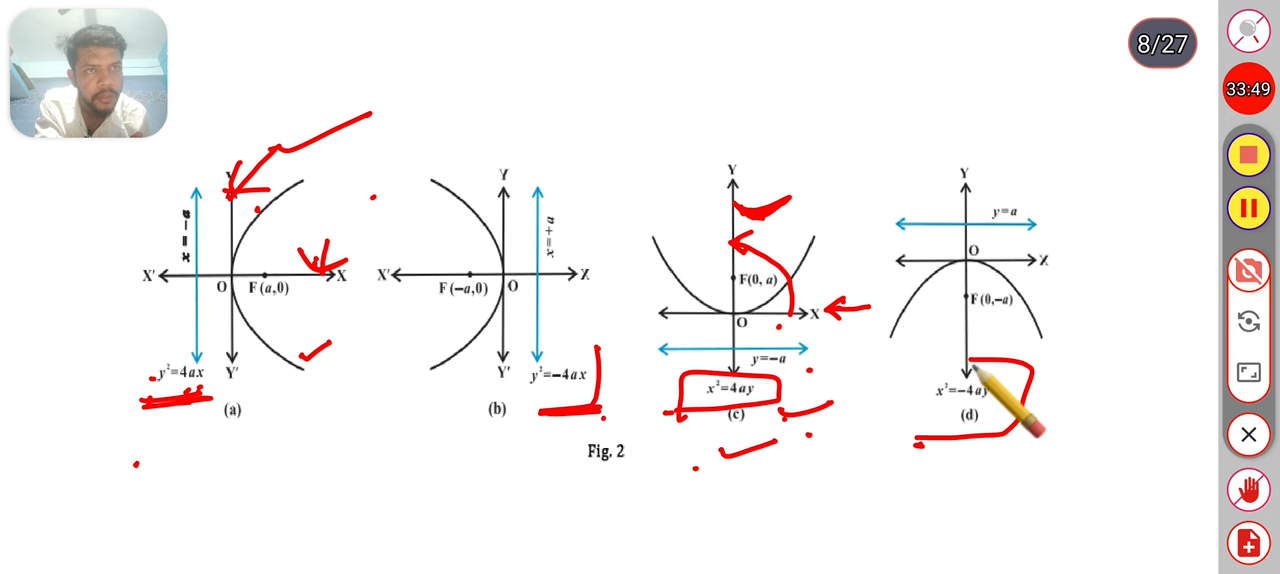 8/27
33:49
Y
x = – a
X'
O
F (a,0)
X
Y'
y²=4ax
(a)
Y
x=+a
X'
F(-a,0)
O
X
Y'
y²=-4ax
(b)
Y
F(0, a)
X
O
y=-a
x²=4ay
(c)
Y
y=a
O
X
F(0,-a)
x²=-4ay
(d)
Fig. 2